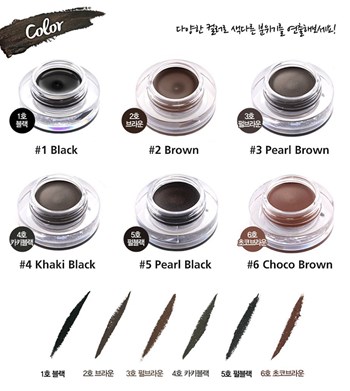 Color
다양한 컬러로 색다른 분위기를 연출해보세요!
1호
블랙
2호
브라운
3호
펄브라운
#1 Black
#2 Brown
#3 Pearl Brown
4호
카키블랙
5호
펄블랙
6호
초코브라운
#4 Khaki Black
#5 Pearl Black
#6 Choco Brown
1호 블랙
2호 브라운
3호 펄브라운
4호 카키블랙
5호 펄블랙
6호 초코브라운